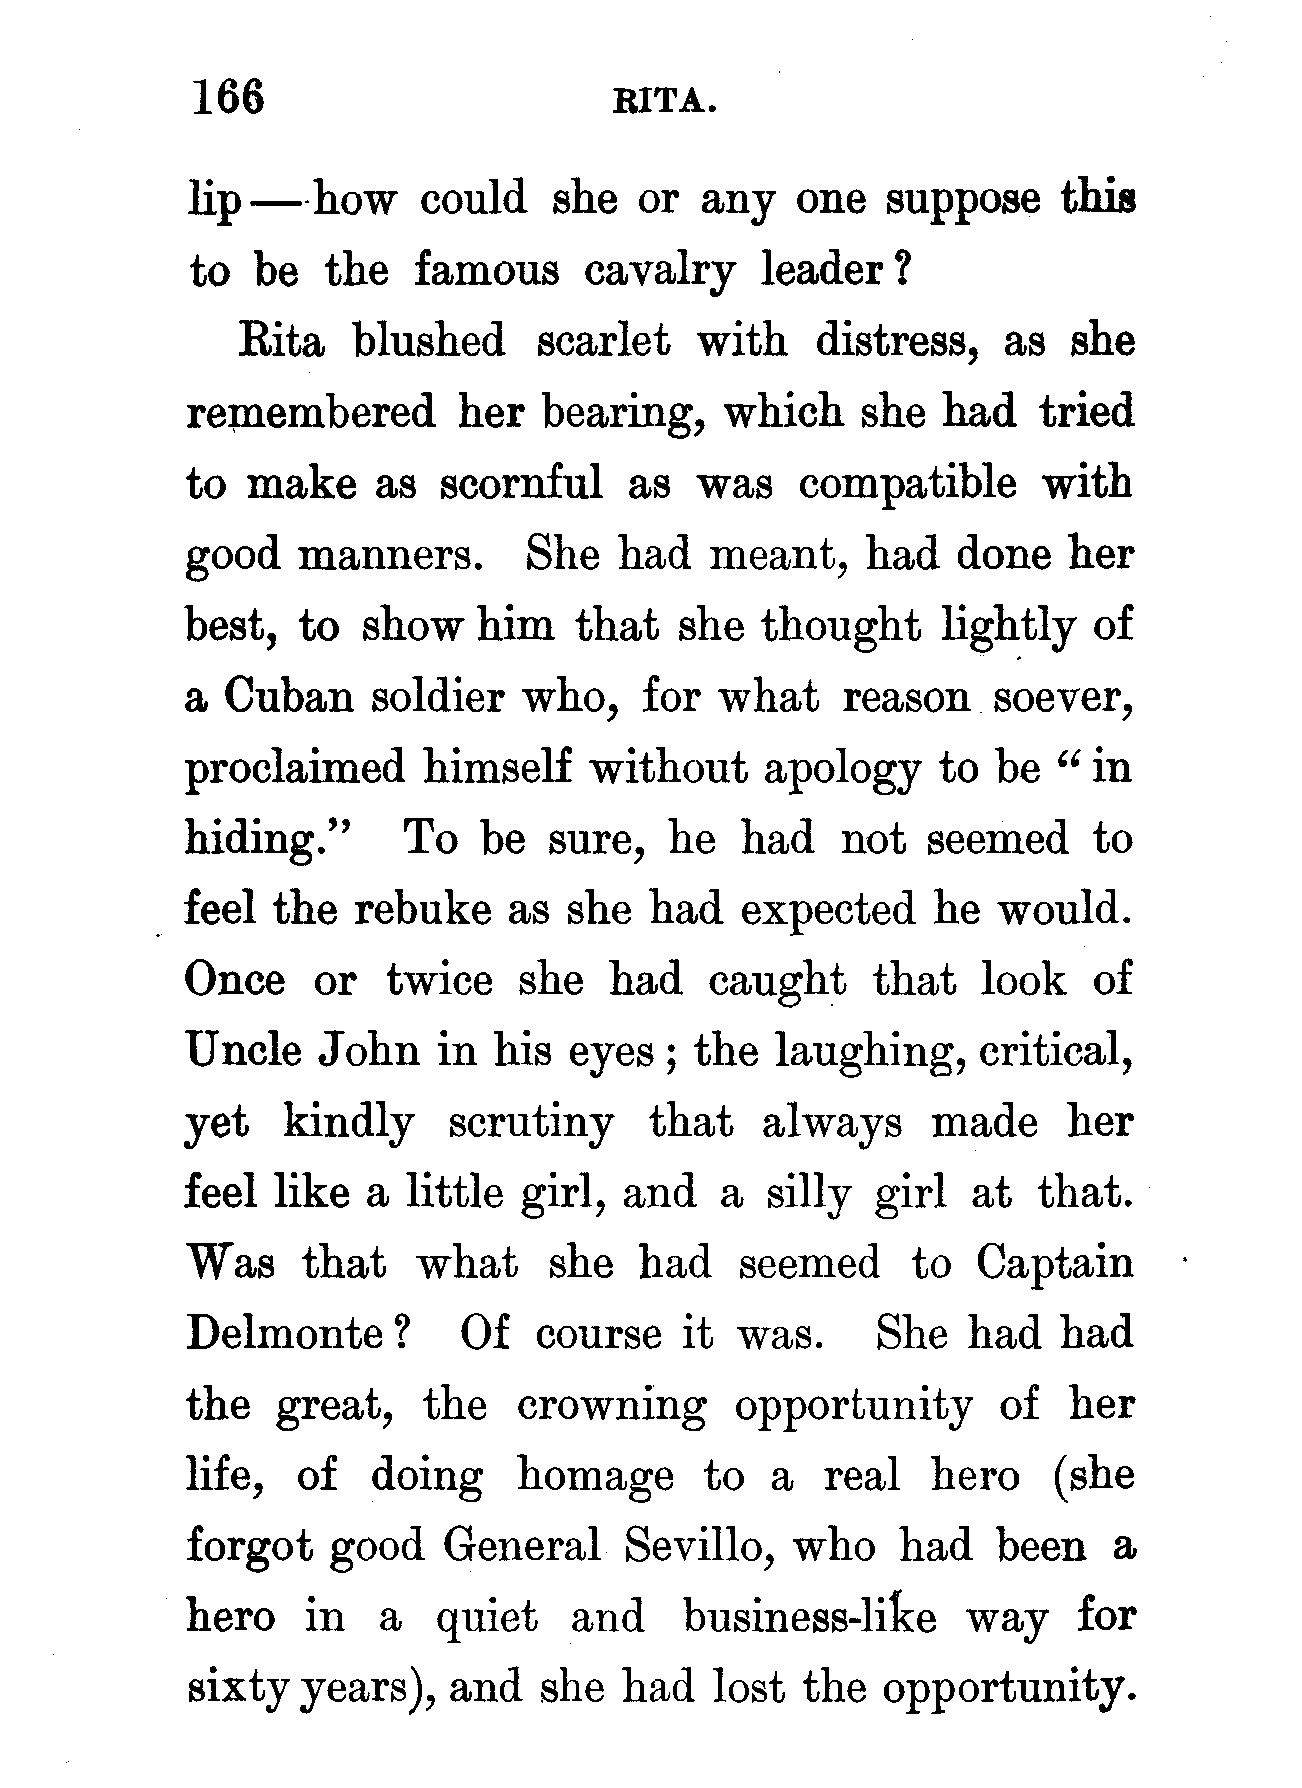 166 RITA.
lip — how could she or any one suppose this
to be the famous cavalry leader?
Rita blushed scarlet with distress, as she
remembered her bearing, which she had tried
to make as scornful as was compatible with
good manners. She had meant, had done her
best, to show him that she thought lightly of
a Cuban soldier who, for what reason soever,
proclaimed himself without apology to be "in
hiding." To be sure, he had not seemed to
feel the rebuke as she had expected he would.
Once or twice she had caught that look of
Uncle John in his eyes; the laughing, critical,
yet kindly scrutiny that always made her
feel like a little girl, and a silly girl at that.
Was that what she had seemed to Captain
Delmonte? Of course it was. She had had
the great, the crowning opportunity of her
life, of doing homage to a real hero (she
forgot good General Sevillo, who had been a
hero in a quiet and business-like way for
sixty years), and she had lost the opportunity.